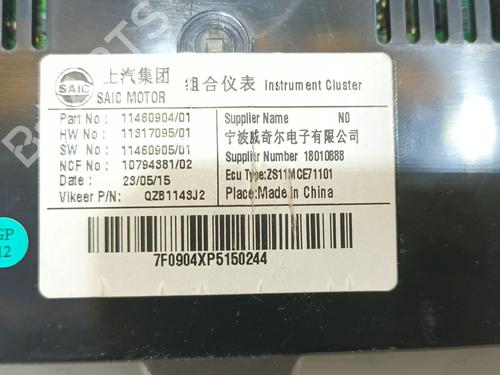 上汽集团 组合仪表 Instrument Cluster
SAIC
SAIC MOTOR
Part No : 11460904/01
HW No : 11317095/01
SW No : 11460905/01
NCF No : 10794381/02
Date : 23/05/15
Vikeer P/N: QZB1143J2
Supplier Name N0
宁波威奇尔电子有限公司
Supplier Number 18010888
Ecu Type:ZS11MCE71101
Place:Made in China
7F0904XP5150244
GP
12